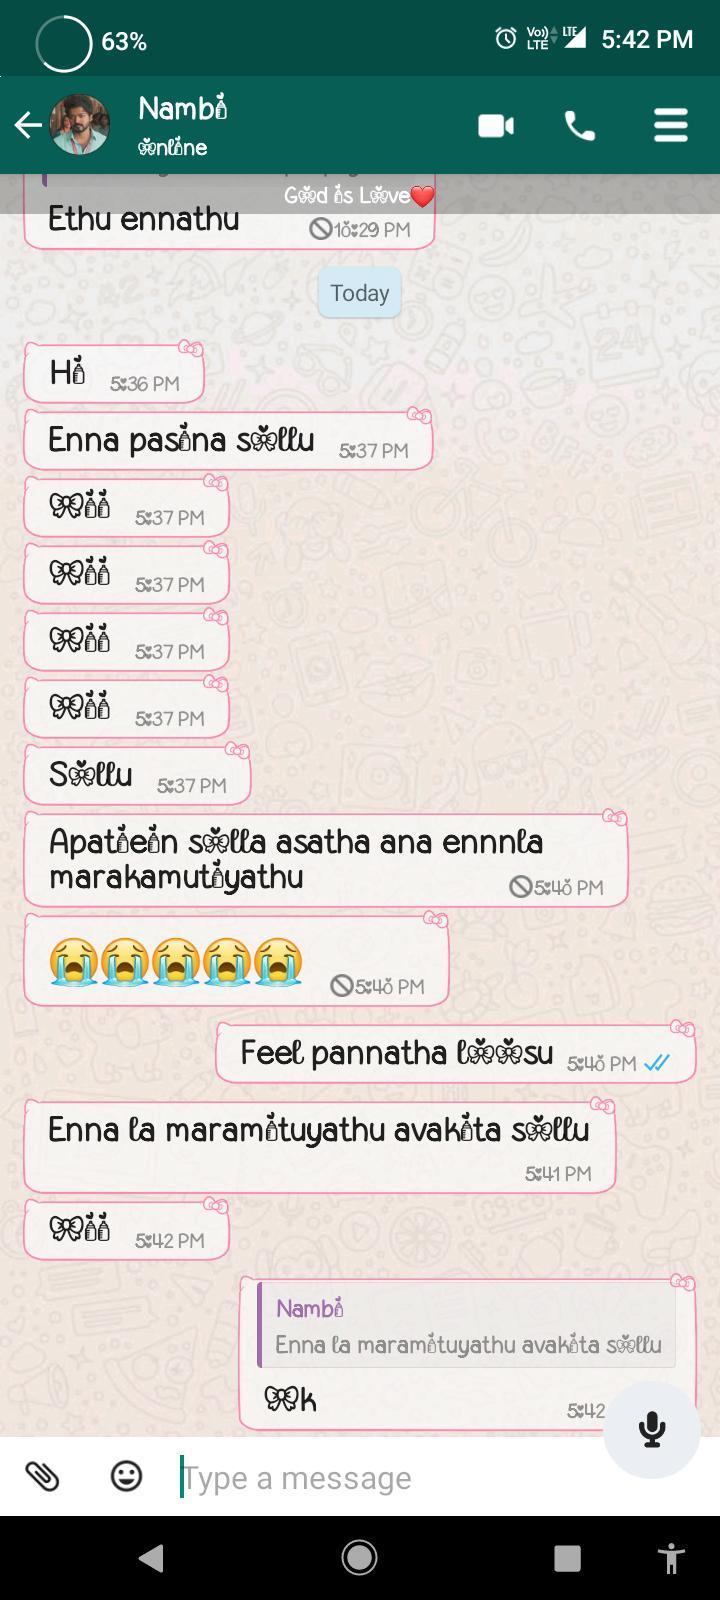 63%
Vo)) LTE LTE 5:42 PM
Nambi
online
God is Love❤️
Ethu ennathu 10:29 PM
Today
Hi 5:36 PM
Enna pasina sollu 5:37 PM
Oii 5:37 PM
Oii 5:37 PM
Oii 5:37 PM
Oii 5:37 PM
Sollu 5:37 PM
Apatiein solla asatha ana ennnla
marakamutiyathu 5:40 PM
😭😭😭😭😭 5:40 PM
Feel pannatha loosu 5:40 PM
Enna la maramituyathu avakita sollu
5:41 PM
Oii 5:42 PM
Nambi
Enna la maramituyathu avakita sollu
Ok 5:42
Type a message